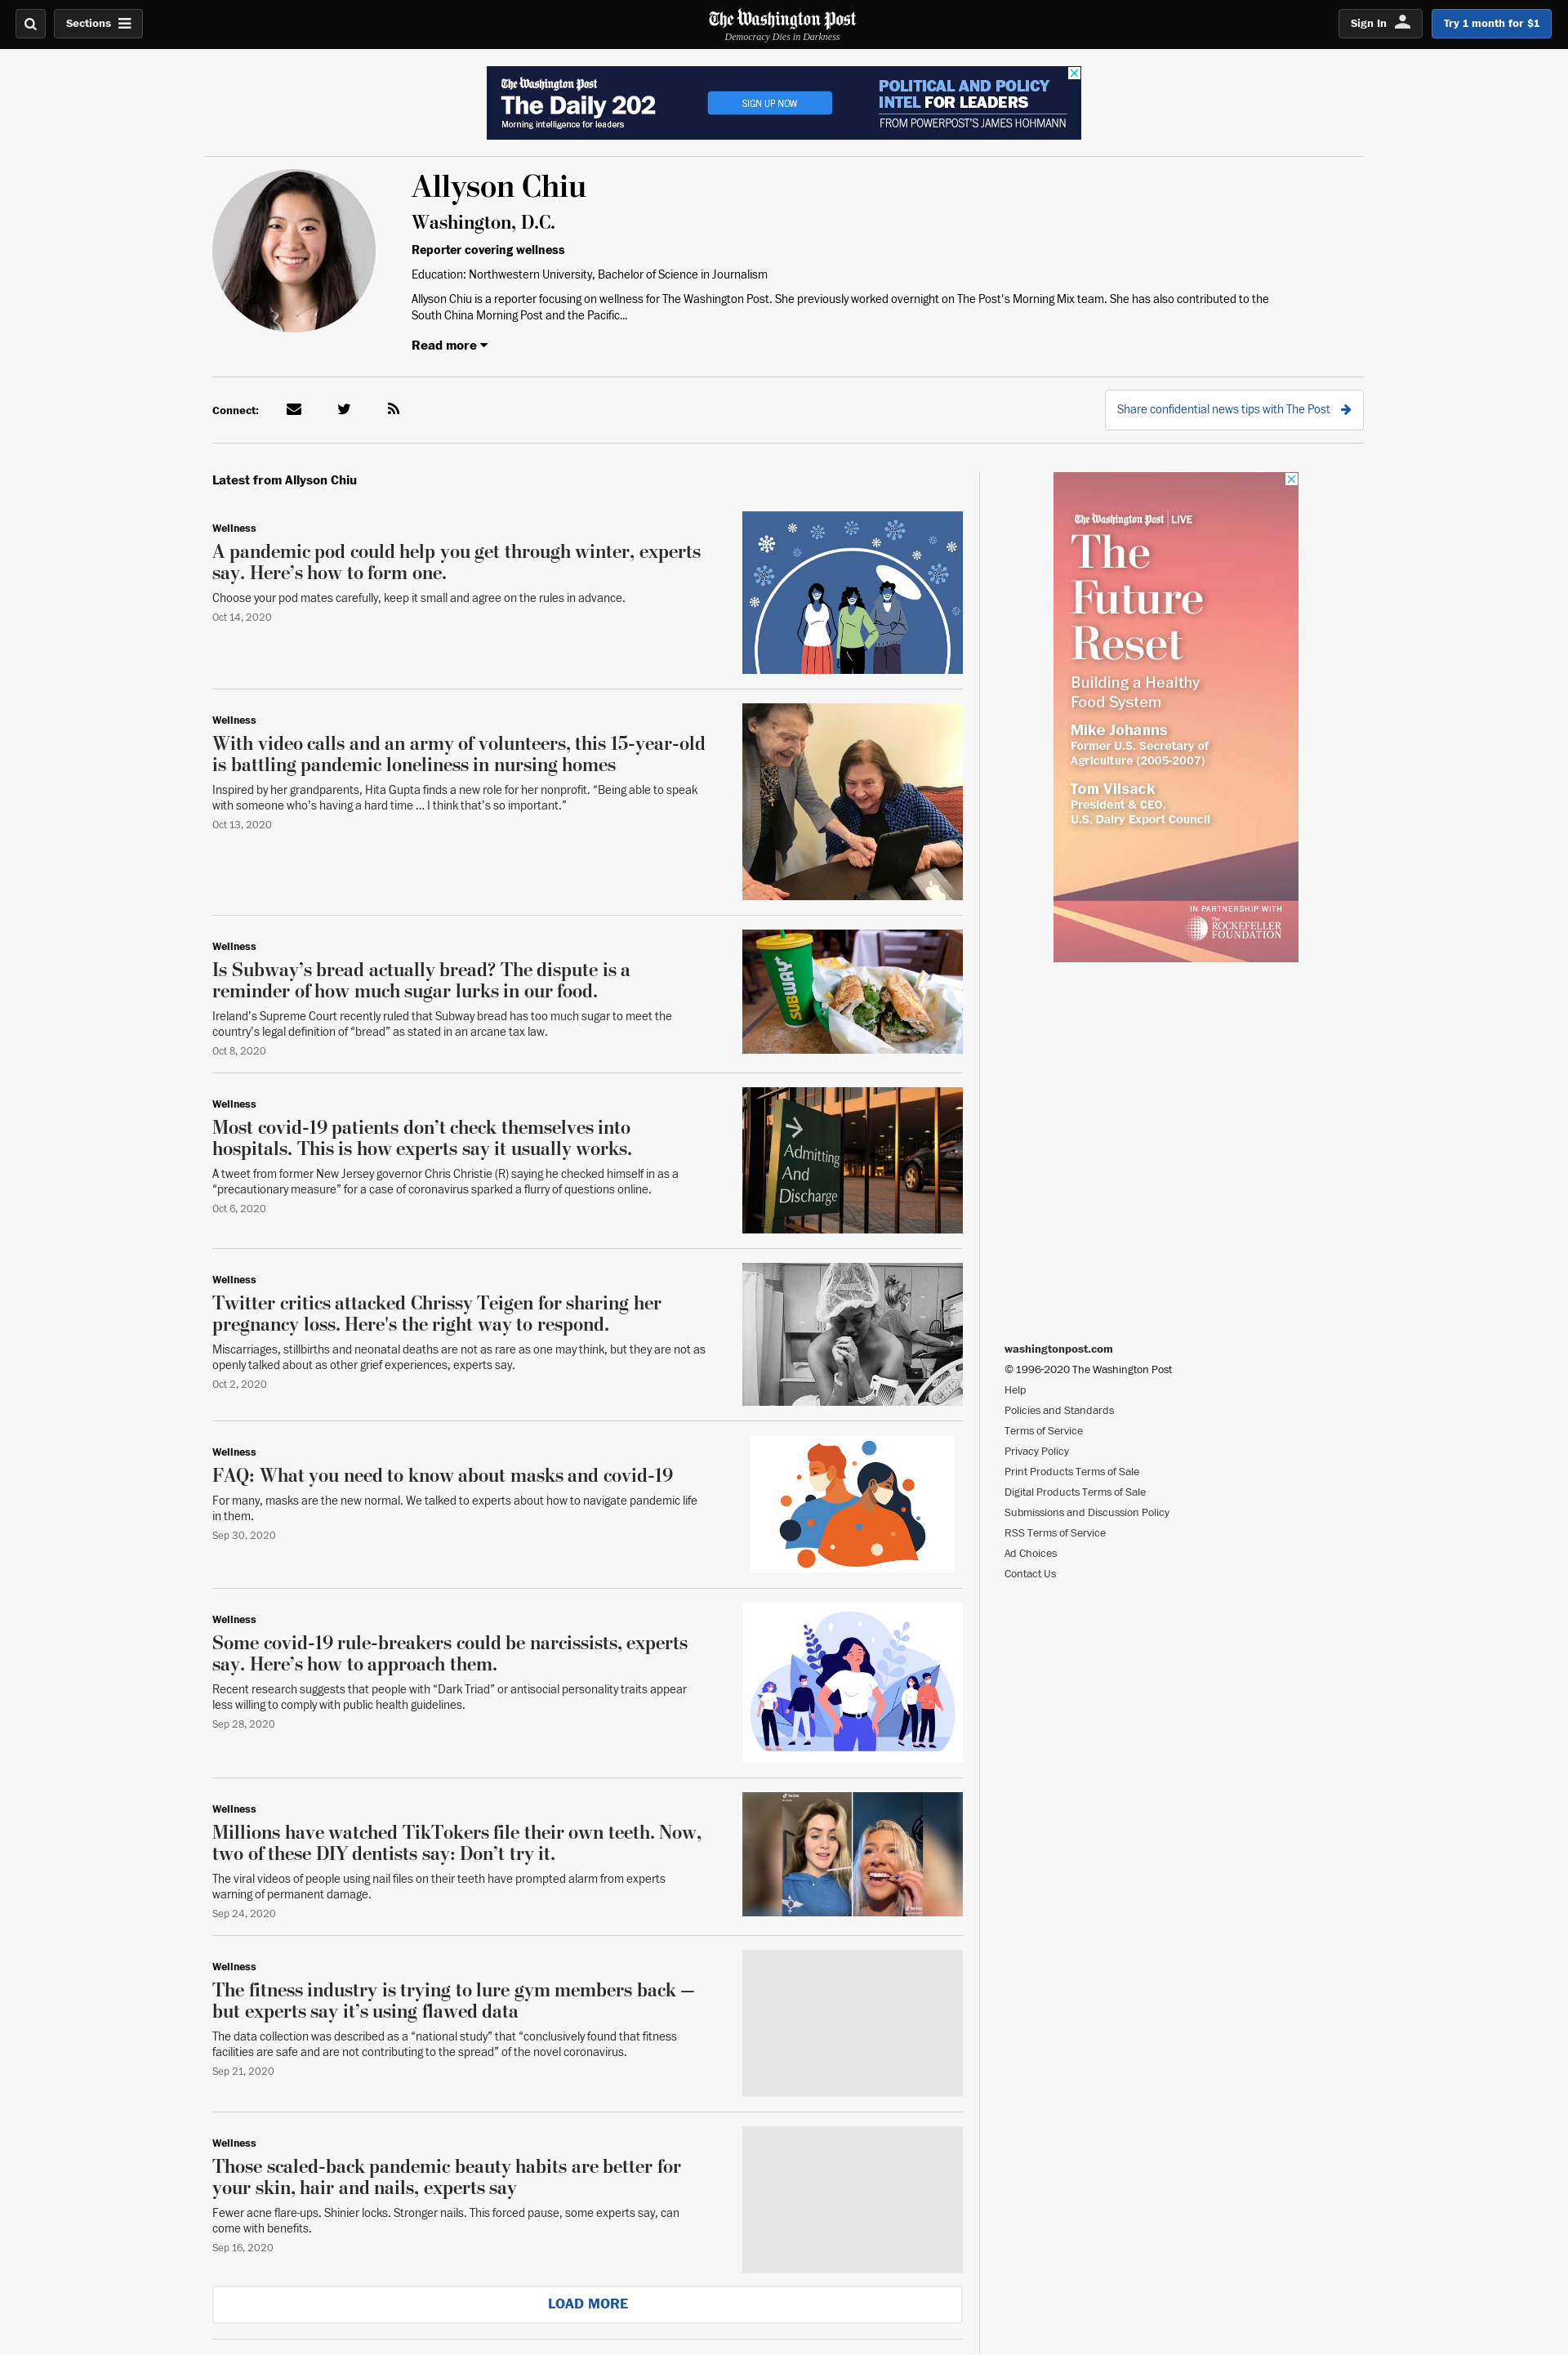 Sections
The Washington Post
Democracy Dies in Darkness
Sign In
Try 1 month for $1
The Washington Post
The Daily 202
Morning intelligence for leaders
SIGN UP NOW
POLITICAL AND POLICY
INTEL FOR LEADERS
FROM POWERPOST'S JAMES HOHMANN
Allyson Chiu
Washington, D.C.
Reporter covering wellness
Education: Northwestern University, Bachelor of Science in Journalism
Allyson Chiu is a reporter focusing on wellness for The Washington Post. She previously worked overnight on The Post's Morning Mix team. She has also contributed to the
South China Morning Post and the Pacific...
Read more
Connect:
Share confidential news tips with The Post
Latest from Allyson Chiu
Wellness
A pandemic pod could help you get through winter, experts
say. Here’s how to form one.
Choose your pod mates carefully, keep it small and agree on the rules in advance.
Oct 14, 2020
Wellness
With video calls and an army of volunteers, this 15-year-old
is battling pandemic loneliness in nursing homes
Inspired by her grandparents, Hita Gupta finds a new role for her nonprofit. “Being able to speak
with someone who’s having a hard time ... I think that’s so important.”
Oct 13, 2020
Wellness
Is Subway’s bread actually bread? The dispute is a
reminder of how much sugar lurks in our food.
Ireland’s Supreme Court recently ruled that Subway bread has too much sugar to meet the
country’s legal definition of “bread” as stated in an arcane tax law.
Oct 8, 2020
SUBWAY
Wellness
Most covid-19 patients don’t check themselves into
hospitals. This is how experts say it usually works.
A tweet from former New Jersey governor Chris Christie (R) saying he checked himself in as a
“precautionary measure” for a case of coronavirus sparked a flurry of questions online.
Oct 6, 2020
Admitting
And
Discharge
Wellness
Twitter critics attacked Chrissy Teigen for sharing her
pregnancy loss. Here's the right way to respond.
Miscarriages, stillbirths and neonatal deaths are not as rare as one may think, but they are not as
openly talked about as other grief experiences, experts say.
Oct 2, 2020
Wellness
FAQ: What you need to know about masks and covid-19
For many, masks are the new normal. We talked to experts about how to navigate pandemic life
in them.
Sep 30, 2020
Wellness
Some covid-19 rule-breakers could be narcissists, experts
say. Here’s how to approach them.
Recent research suggests that people with “Dark Triad” or antisocial personality traits appear
less willing to comply with public health guidelines.
Sep 28, 2020
Wellness
Millions have watched TikTokers file their own teeth. Now,
two of these DIY dentists say: Don’t try it.
The viral videos of people using nail files on their teeth have prompted alarm from experts
warning of permanent damage.
Sep 24, 2020
Wellness
The fitness industry is trying to lure gym members back —
but experts say it’s using flawed data
The data collection was described as a “national study” that “conclusively found that fitness
facilities are safe and are not contributing to the spread” of the novel coronavirus.
Sep 21, 2020
Wellness
Those scaled-back pandemic beauty habits are better for
your skin, hair and nails, experts say
Fewer acne flare-ups. Shinier locks. Stronger nails. This forced pause, some experts say, can
come with benefits.
Sep 16, 2020
LOAD MORE
The Washington Post LIVE
The
Future
Reset
Building a Healthy
Food System
Mike Johanns
Former U.S. Secretary of
Agriculture (2005-2007)
Tom Vilsack
President & CEO,
U.S. Dairy Export Council
IN PARTNERSHIP WITH
The
ROCKEFELLER
FOUNDATION
washingtonpost.com
© 1996-2020 The Washington Post
Help
Policies and Standards
Terms of Service
Privacy Policy
Print Products Terms of Sale
Digital Products Terms of Sale
Submissions and Discussion Policy
RSS Terms of Service
Ad Choices
Contact Us